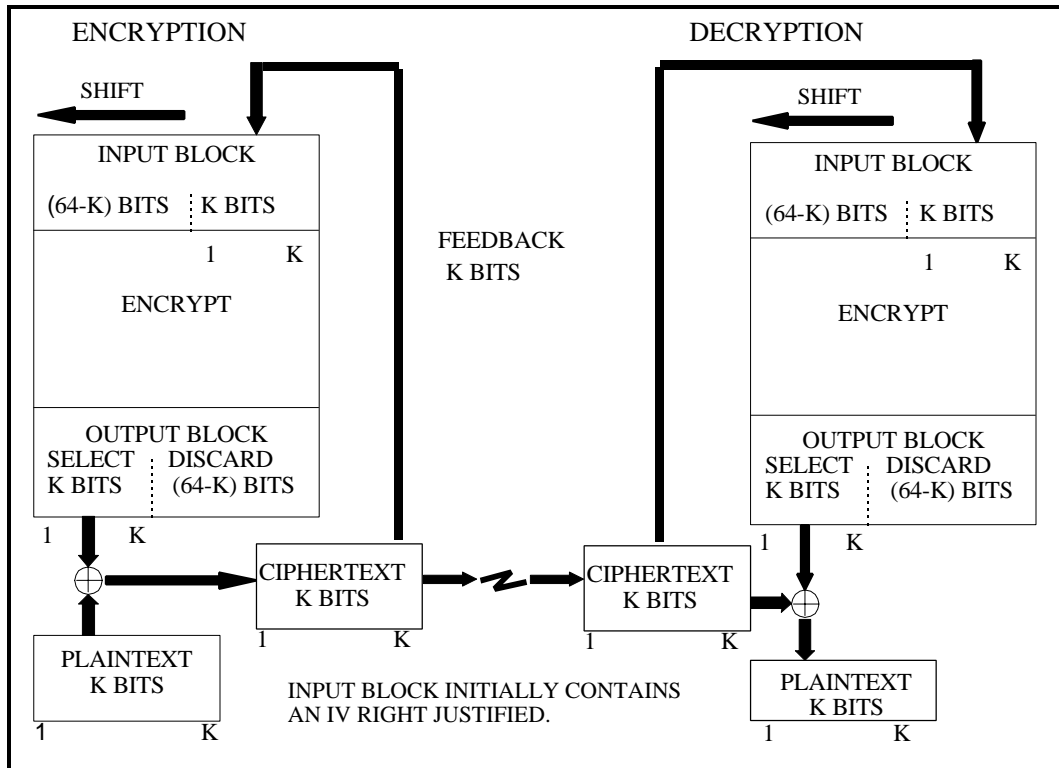 ENCRYPTION
SHIFT
INPUT BLOCK
(64-K) BITS K BITS
1 K
ENCRYPT
OUTPUT BLOCK
SELECT DISCARD
K BITS (64-K) BITS
1 K
PLAINTEXT
K BITS
1 K
CIPHERTEXT
K BITS
1 K
FEEDBACK
K BITS
INPUT BLOCK INITIALLY CONTAINS
AN IV RIGHT JUSTIFIED.
DECRYPTION
SHIFT
INPUT BLOCK
(64-K) BITS K BITS
1 K
ENCRYPT
OUTPUT BLOCK
SELECT DISCARD
K BITS (64-K) BITS
1 K
CIPHERTEXT
K BITS
1 K
PLAINTEXT
K BITS
1 K